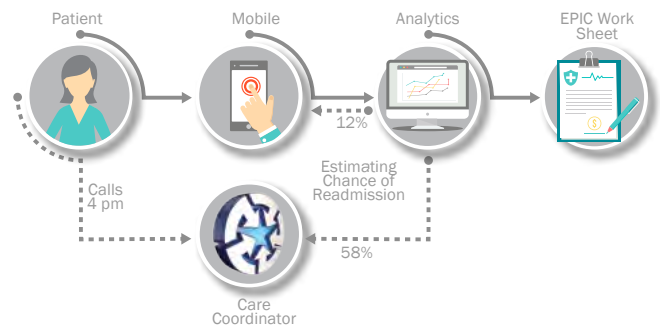 Patient
Mobile
Analytics
EPIC Work
Sheet
12%
Estimating
Chance of
Readmission
Calls
4 pm
58%
Care
Coordinator